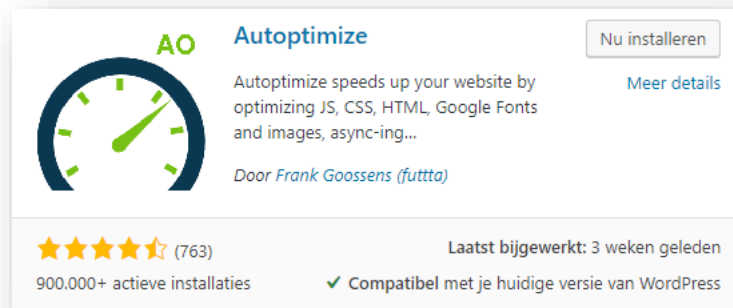 AO
Autoptimize
Nu installeren
Autoptimize speeds up your website by
optimizing JS, CSS, HTML, Google Fonts
and images, async-ing...
Meer details
Door Frank Goossens (futtta)
(763)
Laatst bijgewerkt: 3 weken geleden
900.000+ actieve installaties
✓ Compatibel met je huidige versie van WordPress